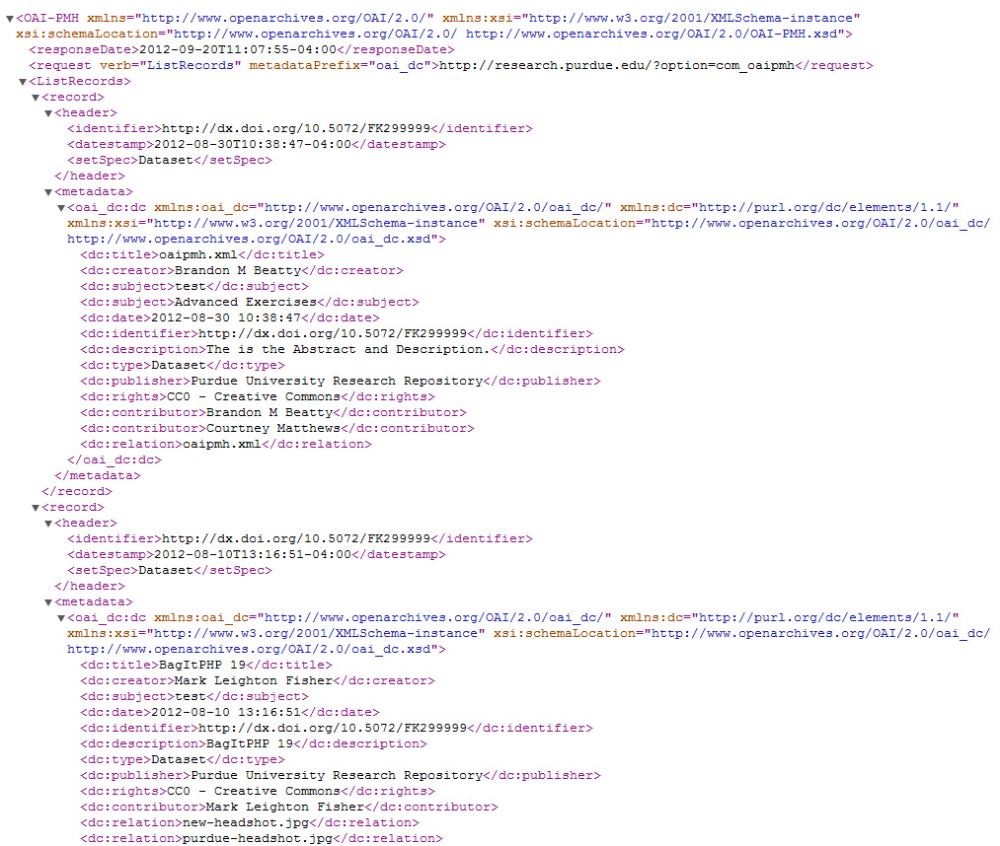 <OAI-PMH xmlns="http://www.openarchives.org/OAI/2.0/" xmlns:xsi="http://www.w3.org/2001/XMLSchema-instance"
xsi:schemaLocation="http://www.openarchives.org/OAI/2.0/ http://www.openarchives.org/OAI/2.0/OAI-PMH.xsd">
<responseDate>2012-09-20T11:07:55-04:00</responseDate>
<request verb="ListRecords" metadataPrefix="oai_dc">http://research.purdue.edu/?option=com_oaipmh</request>
<ListRecords>
<record>
<header>
<identifier>http://dx.doi.org/10.5072/FK299999</identifier>
<datestamp>2012-08-30T10:38:47-04:00</datestamp>
<setSpec>Dataset</setSpec>
</header>
<metadata>
<oai_dc:dc xmlns:oai_dc="http://www.openarchives.org/OAI/2.0/oai_dc/" xmlns:dc="http://purl.org/dc/elements/1.1/"
xmlns:xsi="http://www.w3.org/2001/XMLSchema-instance" xsi:schemaLocation="http://www.openarchives.org/OAI/2.0/oai_dc/
http://www.openarchives.org/OAI/2.0/oai_dc.xsd">
<dc:title>oaipmh.xml</dc:title>
<dc:creator>Brandon M Beatty</dc:creator>
<dc:subject>test</dc:subject>
<dc:subject>Advanced Exercises</dc:subject>
<dc:date>2012-08-30 10:38:47</dc:date>
<dc:identifier>http://dx.doi.org/10.5072/FK299999</dc:identifier>
<dc:description>The is the Abstract and Description.</dc:description>
<dc:type>Dataset</dc:type>
<dc:publisher>Purdue University Research Repository</dc:publisher>
<dc:rights>CC0 - Creative Commons</dc:rights>
<dc:contributor>Brandon M Beatty</dc:contributor>
<dc:contributor>Courtney Matthews</dc:contributor>
<dc:relation>oaipmh.xml</dc:relation>
</oai_dc:dc>
</metadata>
</record>
<record>
<header>
<identifier>http://dx.doi.org/10.5072/FK299999</identifier>
<datestamp>2012-08-10T13:16:51-04:00</datestamp>
<setSpec>Dataset</setSpec>
</header>
<metadata>
<oai_dc:dc xmlns:oai_dc="http://www.openarchives.org/OAI/2.0/oai_dc/" xmlns:dc="http://purl.org/dc/elements/1.1/"
xmlns:xsi="http://www.w3.org/2001/XMLSchema-instance" xsi:schemaLocation="http://www.openarchives.org/OAI/2.0/oai_dc/
http://www.openarchives.org/OAI/2.0/oai_dc.xsd">
<dc:title>BagItPHP 19</dc:title>
<dc:creator>Mark Leighton Fisher</dc:creator>
<dc:subject>test</dc:subject>
<dc:date>2012-08-10 13:16:51</dc:date>
<dc:identifier>http://dx.doi.org/10.5072/FK299999</dc:identifier>
<dc:description>BagItPHP 19</dc:description>
<dc:type>Dataset</dc:type>
<dc:publisher>Purdue University Research Repository</dc:publisher>
<dc:rights>CC0 - Creative Commons</dc:rights>
<dc:contributor>Mark Leighton Fisher</dc:contributor>
<dc:relation>new-headshot.jpg</dc:relation>
<dc:relation>purdue-headshot.jpg</dc:relation>